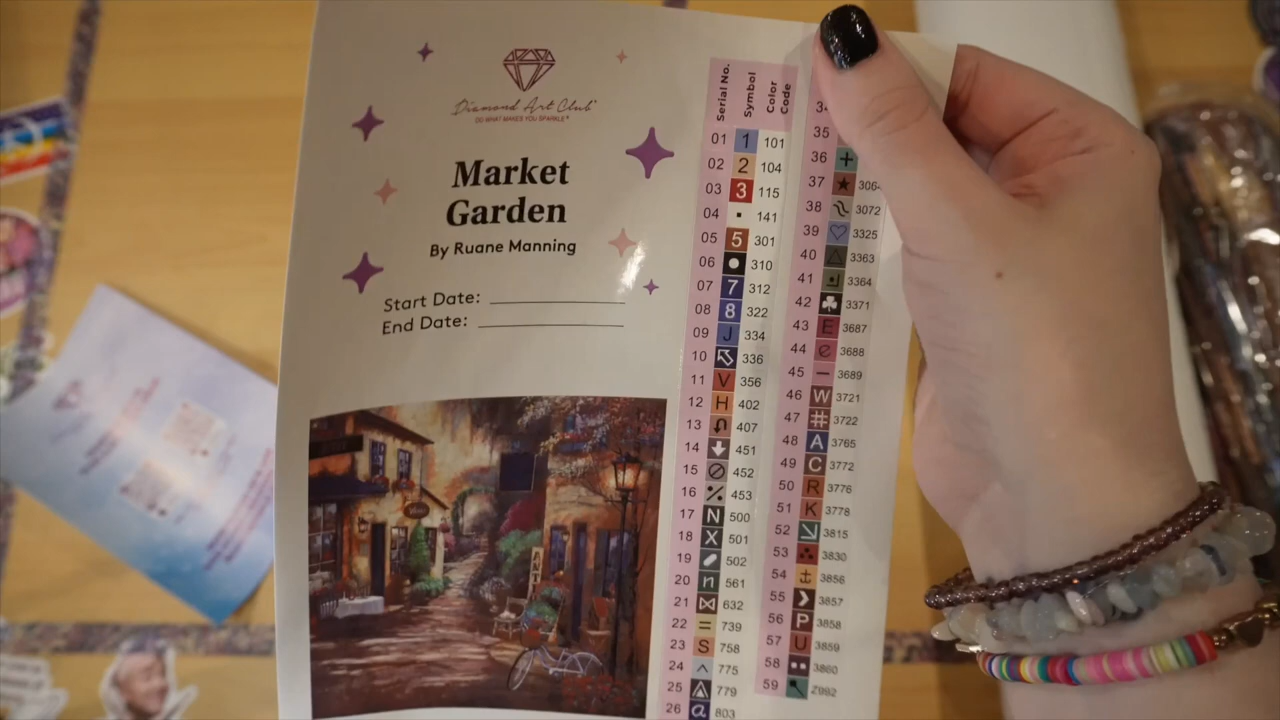 Diamond Art Club
DO WHAT MAKES YOU SPARKLE
Market
Garden
By Ruane Manning
Start Date:
End Date:
Serial No. Symbol Color Code
01 1 101
02 2 104
03 3 115
04 141
05 5 301
06 310
07 7 312
08 8 322
09 J 334
10 336
11 V 356
12 H 402
13 407
14 451
15 452
16 453
17 N 500
18 X 501
19 502
20 n 561
21 632
22 = 739
23 S 758
24 ^ 775
25 779
26 a 803
35
36 +
37 ★
38 3072
39 ♡ 3325
40 △ 3363
41 3364
42 ♣ 3371
43 E 3687
44 e 3688
45 − 3689
46 W 3721
47 # 3722
48 A 3765
49 C 3772
50 R 3776
51 K 3778
52 3815
53 3830
54 ⚓ 3856
55 3857
56 P 3858
57 U 3859
58 3860
59 Z992